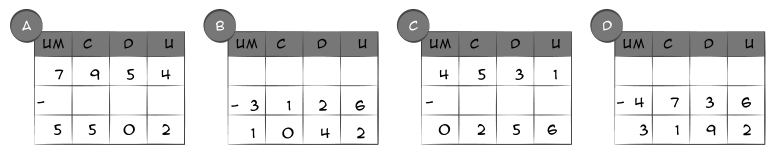 A B C D
UM C D U UM C D U UM C D U UM C D U
7 9 5 4 4 5 3 1
- - 3 1 2 6 - - 4 7 3 6
5 5 0 2 1 0 4 2 0 2 5 6 3 1 9 2